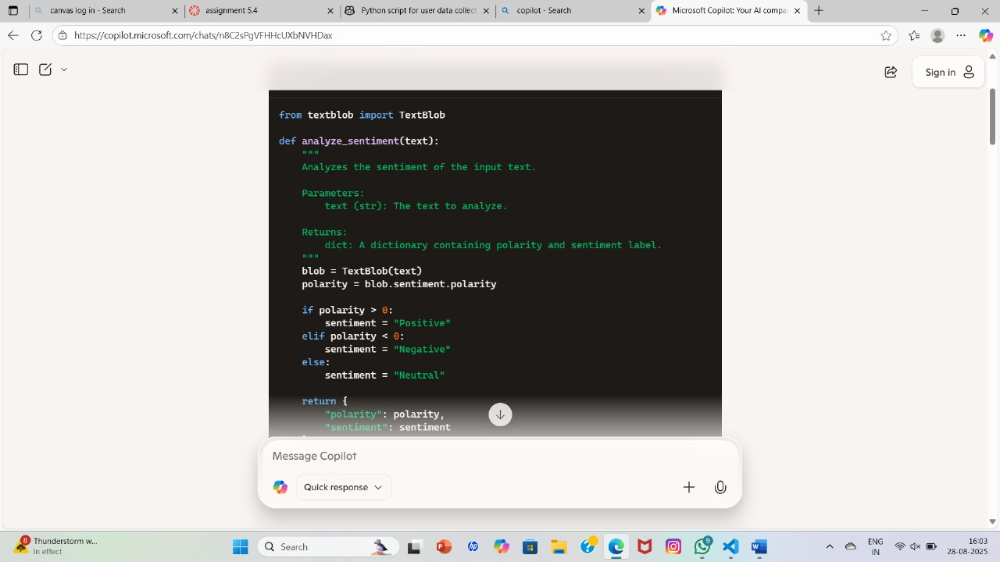 canva log in - Search
assignment 5.4
Python user data collect
copilot - Search
Microsoft Copilot: Your AI compa
https://copilot.microsoft.com/chats/n8C2sPgVFHHcUXbNVHDax
Sign in
from textblob import TextBlob
def analyze_sentiment(text):
"""
Analyzes the sentiment of the input text.
Parameters:
text (str): The text to analyze.
Returns:
dict: A dictionary containing polarity and sentiment label.
"""
blob = TextBlob(text)
polarity = blob.sentiment.polarity
if polarity > 0:
sentiment = "Positive"
elif polarity < 0:
sentiment = "Negative"
else:
sentiment = "Neutral"
return {
"polarity": polarity,
"sentiment": sentiment
Message Copilot
Quick response
8
Thunderstorm w...
In effect
Search
9
ENG
IN
16:03
28-08-2025